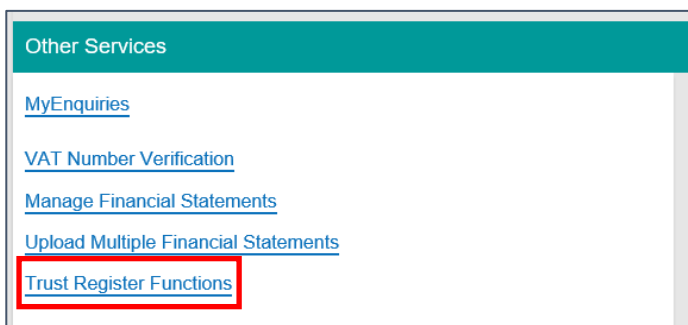 Other Services
MyEnquiries
VAT Number Verification
Manage Financial Statements
Upload Multiple Financial Statements
Trust Register Functions